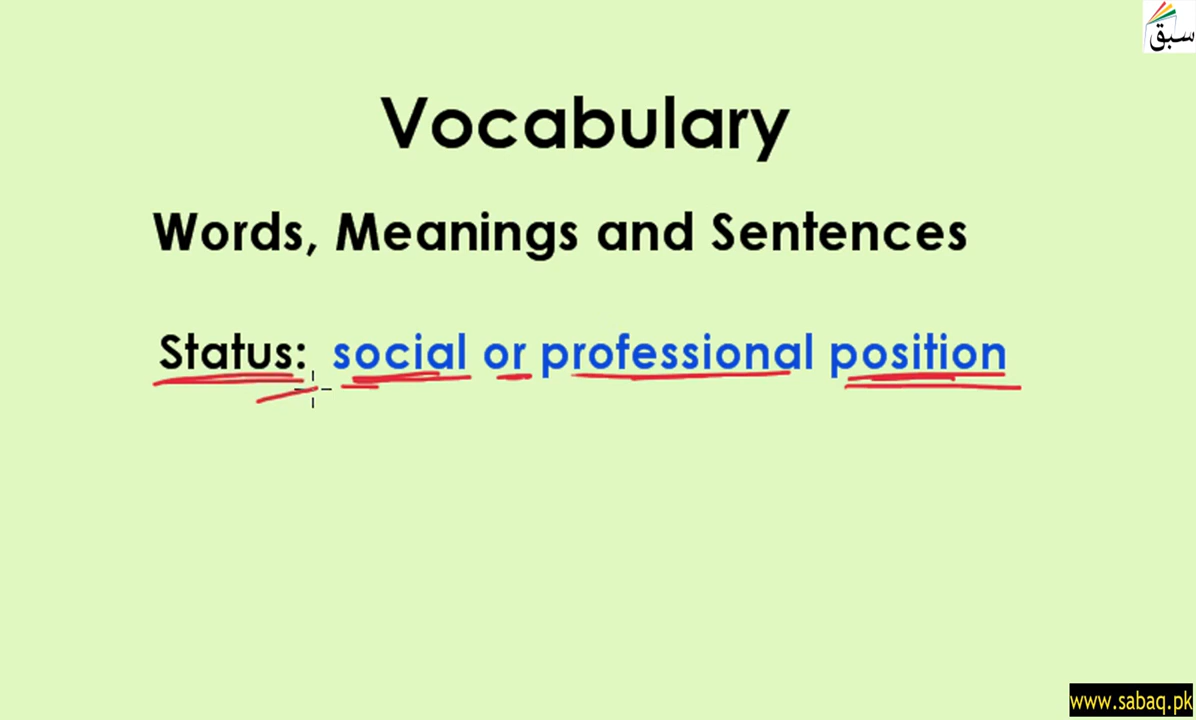 سبق
Vocabulary
Words, Meanings and Sentences
Status: social or professional position
www.sabaq.pk